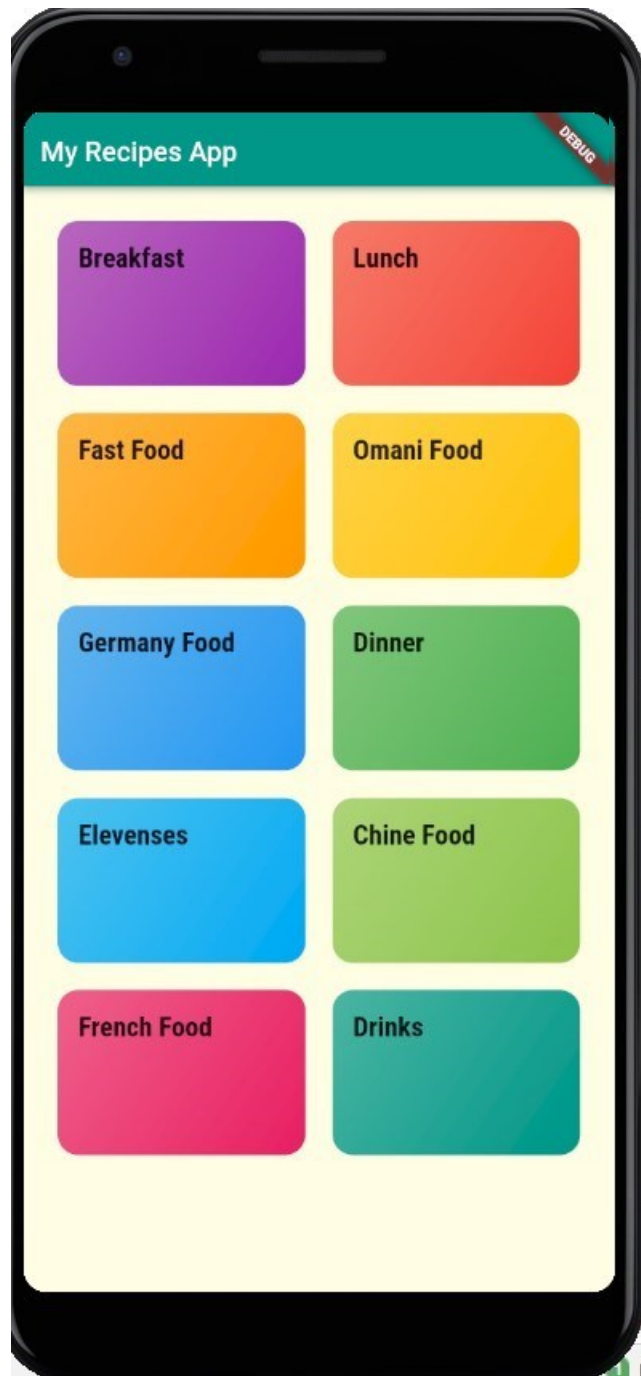 My Recipes App
DEBUG
Breakfast
Lunch
Fast Food
Omani Food
Germany Food
Dinner
Elevenses
Chine Food
French Food
Drinks